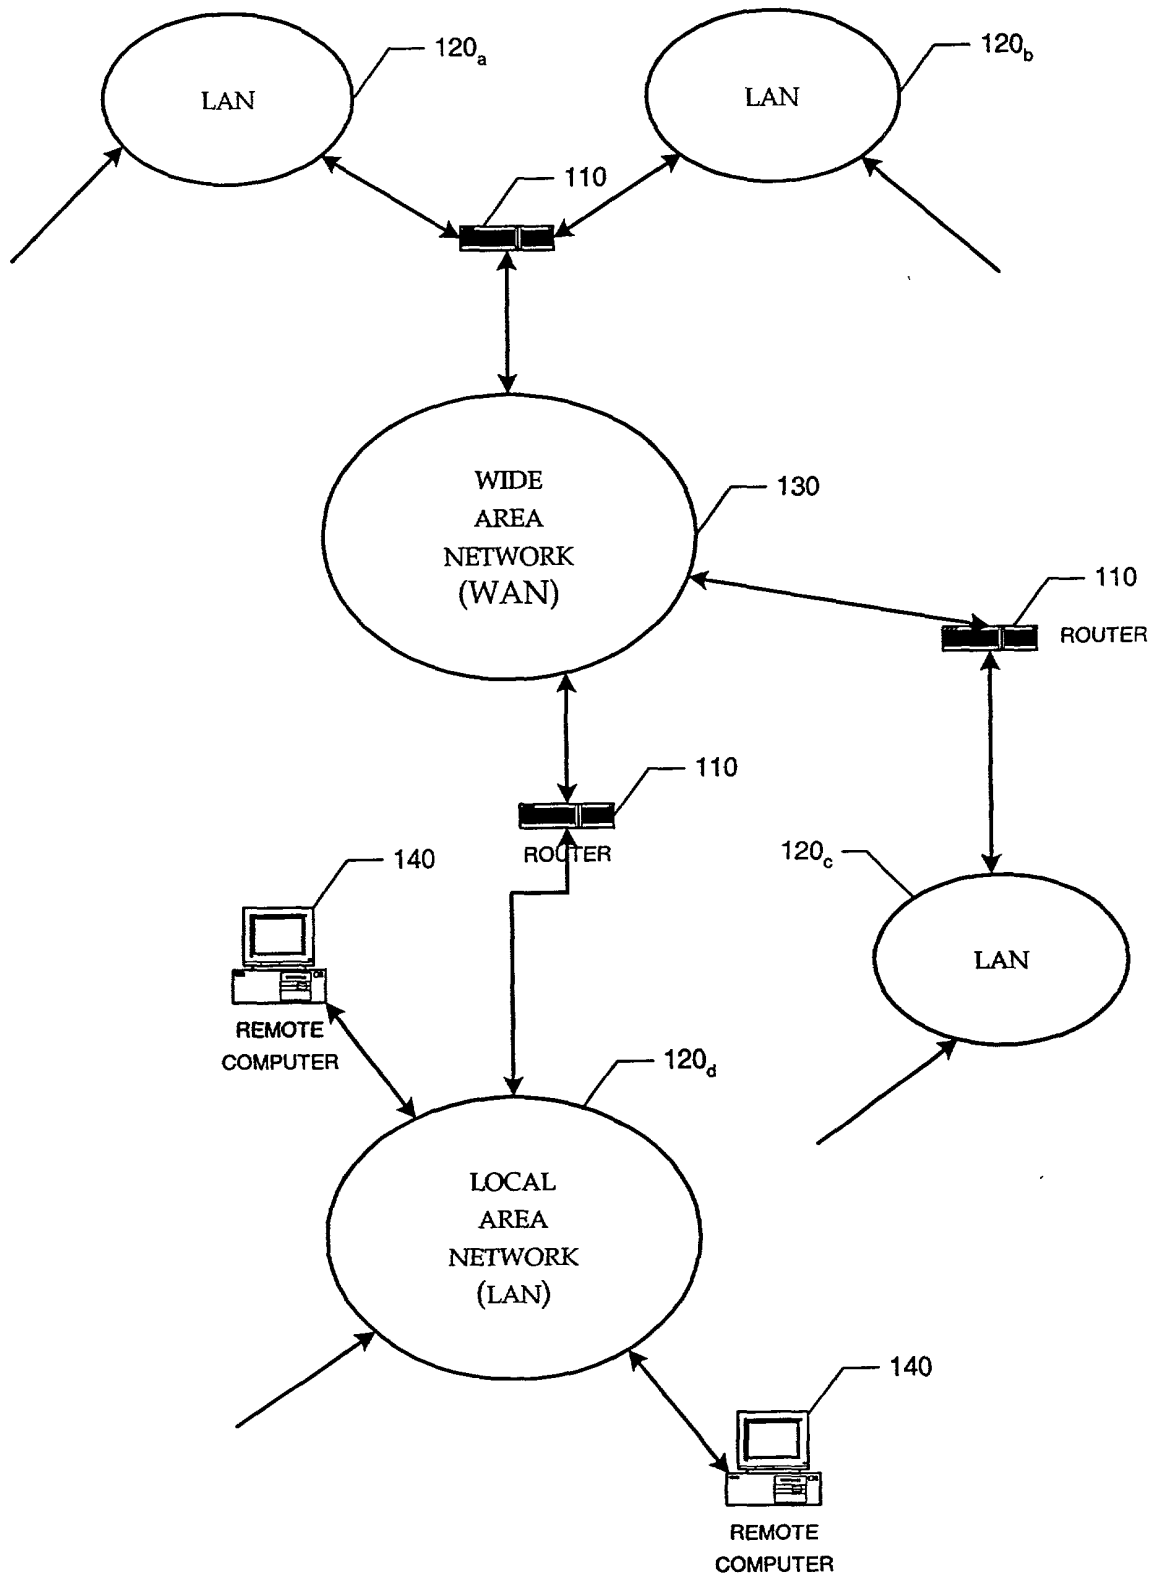 120a
LAN
120b
LAN
110
WIDE
AREA
NETWORK
(WAN)
130
110
ROUTER
110
ROUTER
140
REMOTE
COMPUTER
120c
LAN
120d
LOCAL
AREA
NETWORK
(LAN)
140
REMOTE
COMPUTER